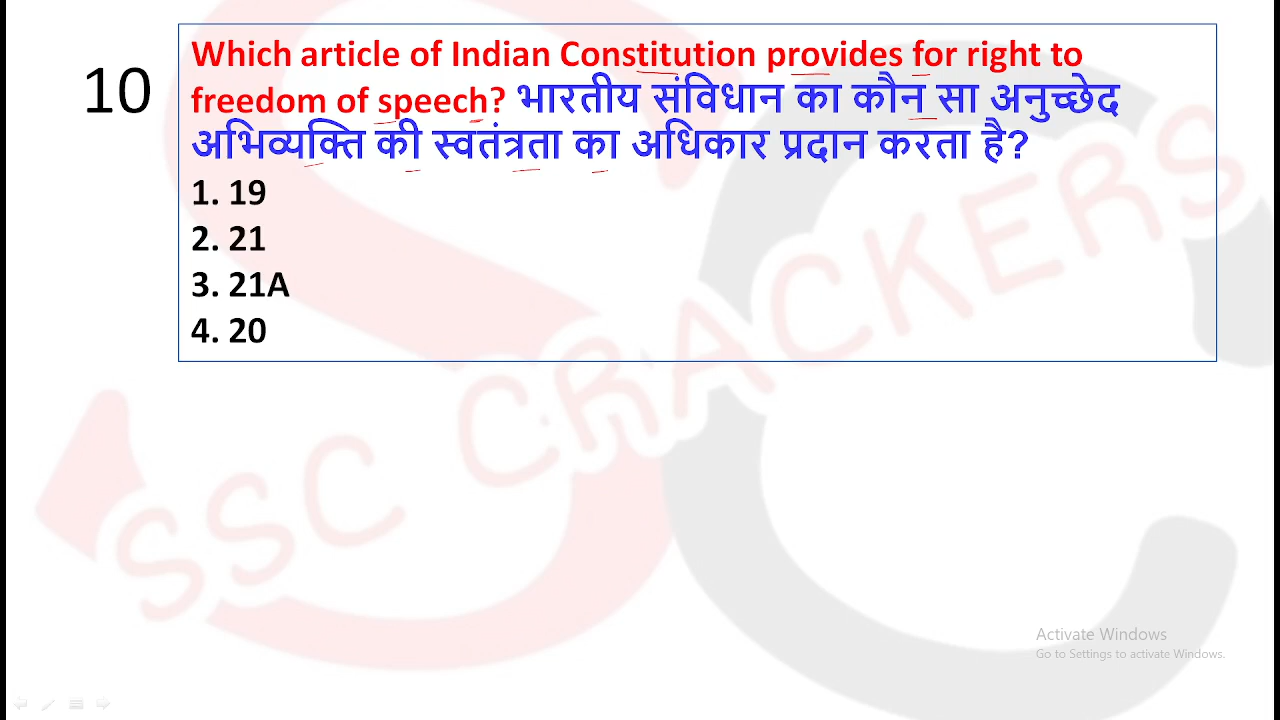 10
Which article of Indian Constitution provides for right to
freedom of speech? भारतीय संविधान का कौन सा अनुच्छेद
अभिव्यक्ति की स्वतंत्रता का अधिकार प्रदान करता है?
1. 19
2. 21
3. 21A
4. 20
SSC CRACKERS
Activate Windows
Go to Settings to activate Windows.